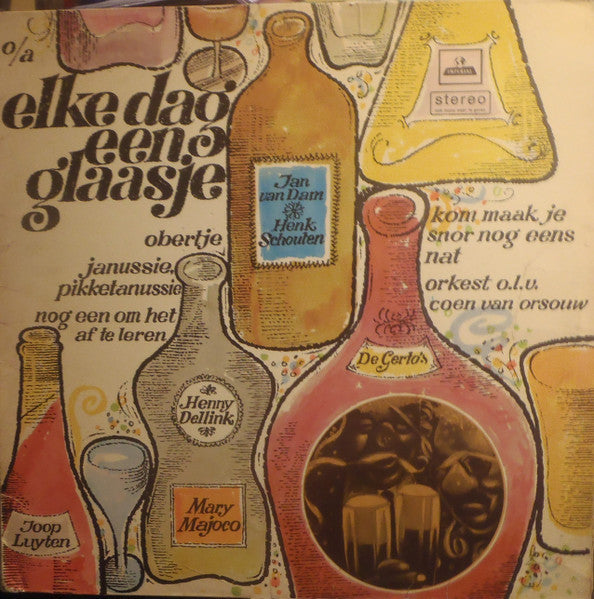 o/a
elke dag
een
glaasje
IMPERIAL
stereo
Jan
van Dam
Henk
Schouten
obertje
janussie,
pikketanussie
nog een om het
af te leren
kom maak je
snor nog eens
nat
orkest o.l.v.
coen van orsouw
De Gerto's
Henny
Dellink
Mary
Majoco
Joop
Luyten